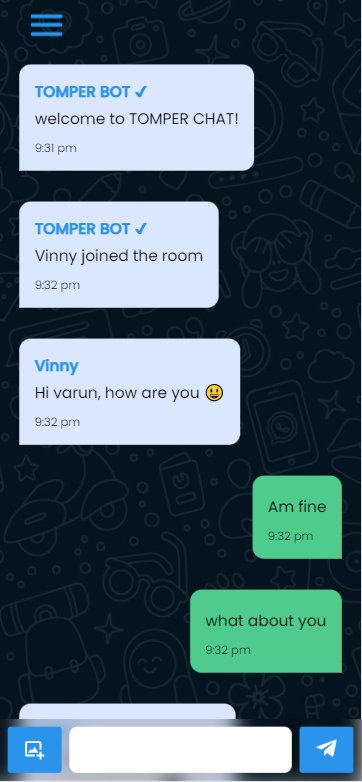 TOMPER BOT ✔
welcome to TOMPER CHAT!
9:31 pm
TOMPER BOT ✔
Vinny joined the room
9:32 pm
Vinny
Hi varun, how are you 😃
9:32 pm
Am fine
9:32 pm
what about you
9:32 pm